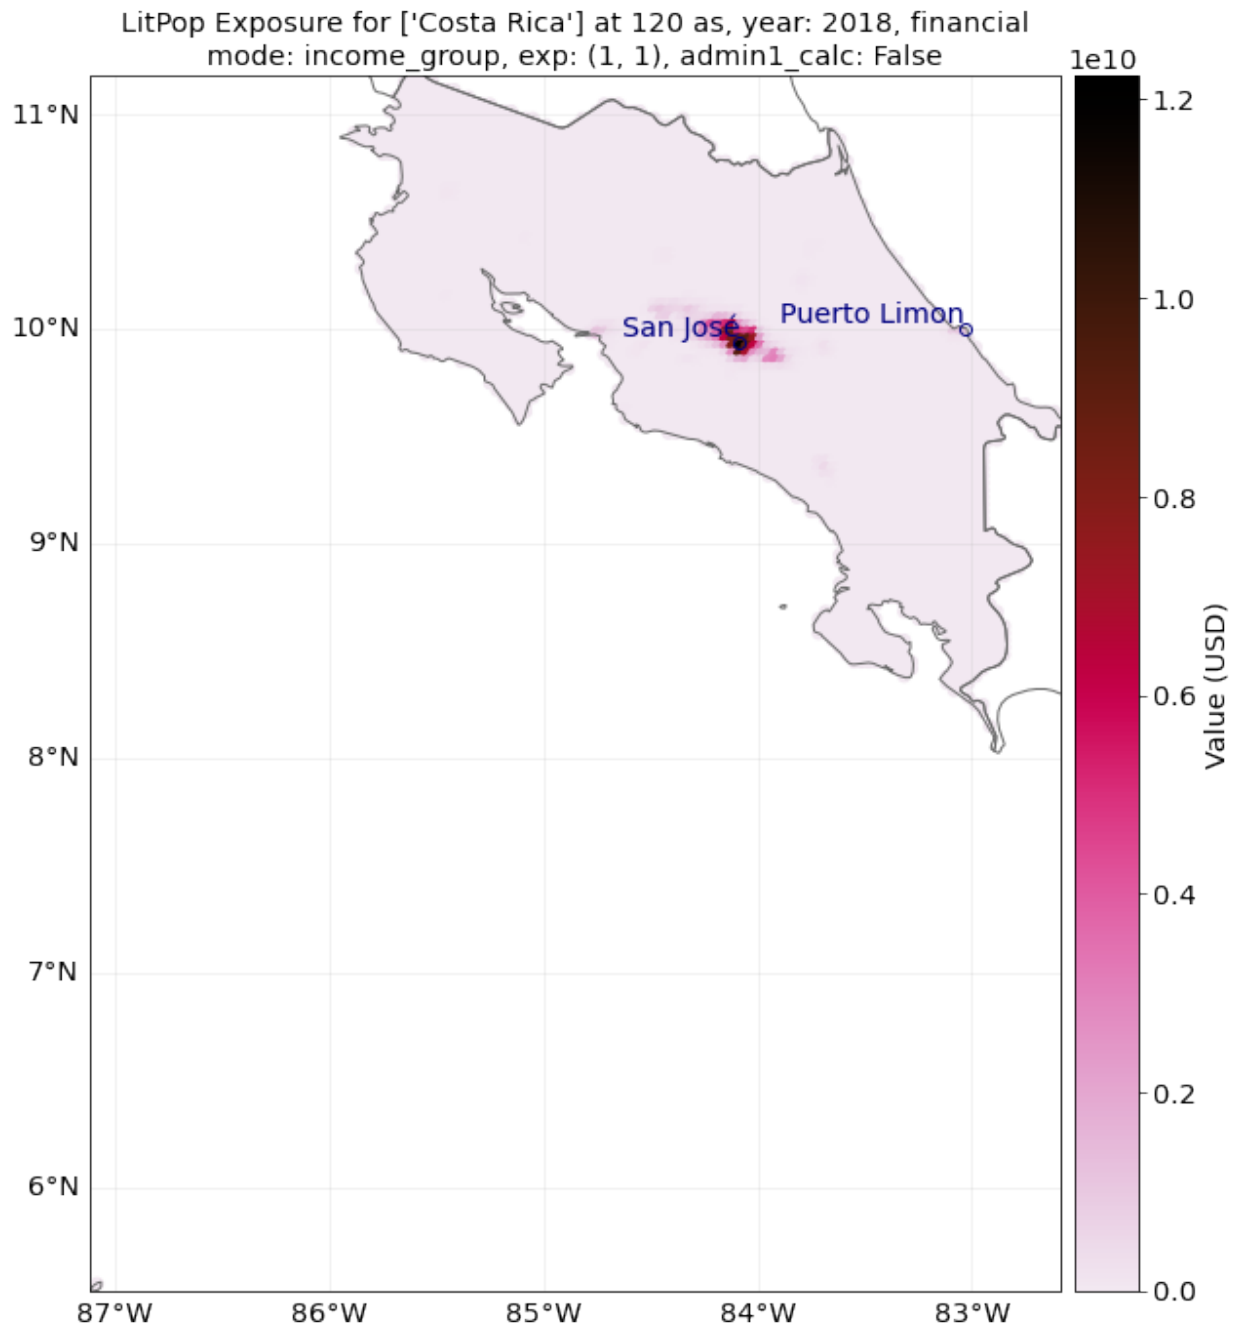 LitPop Exposure for ['Costa Rica'] at 120 as, year: 2018, financial
mode: income_group, exp: (1, 1), admin1_calc: False
1e10
11°N
10°N
9°N
8°N
7°N
6°N
San José
Puerto Limon
87°W
86°W
85°W
84°W
83°W
1.2
1.0
0.8
0.6
0.4
0.2
0.0
Value (USD)